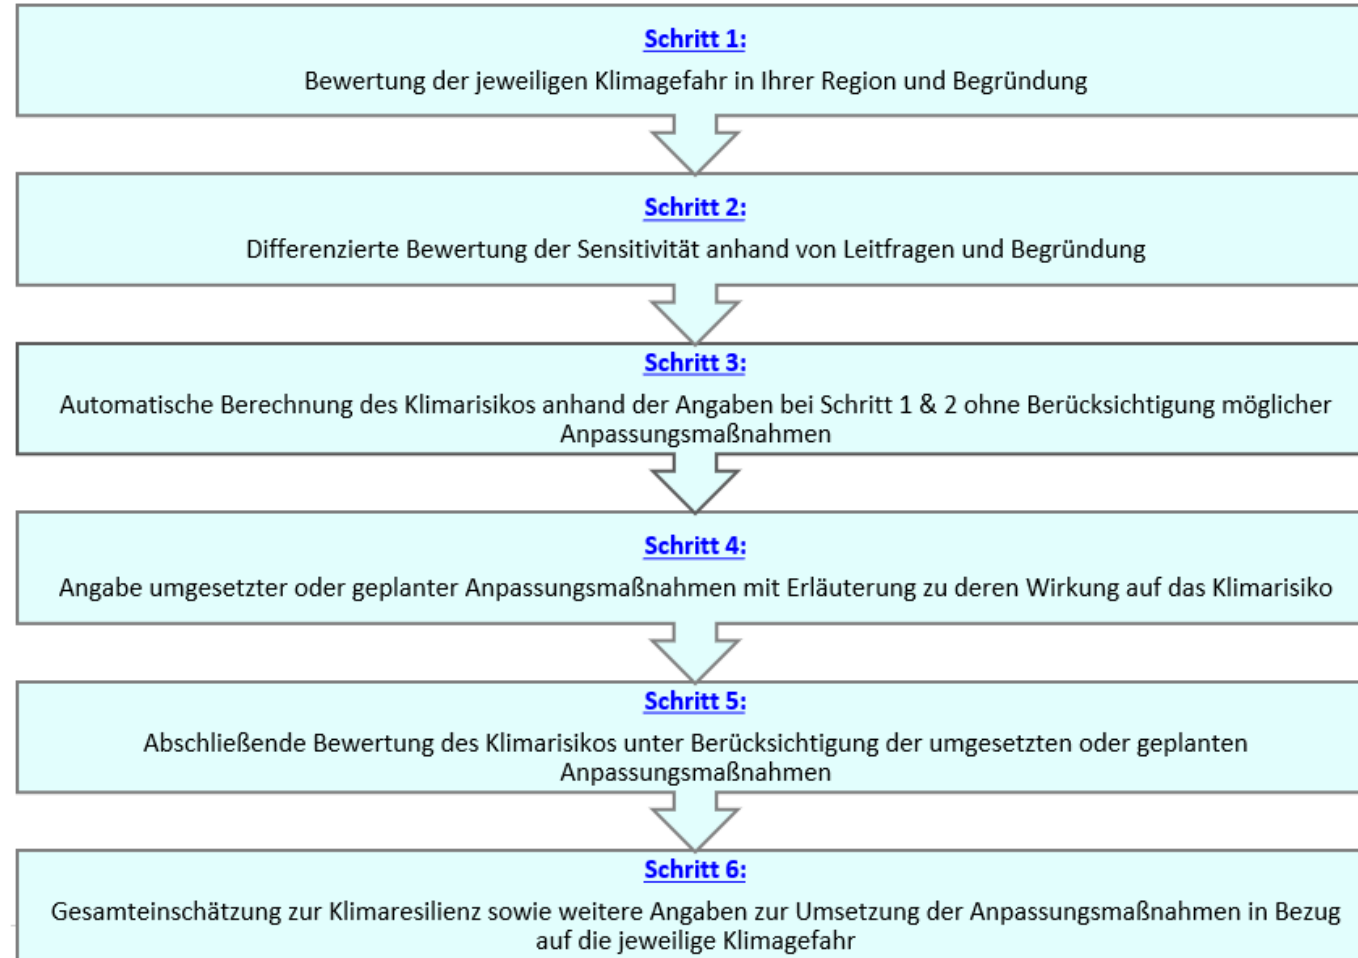 Schritt 1:
Bewertung der jeweiligen Klimagefahr in Ihrer Region und Begründung
Schritt 2:
Differenzierte Bewertung der Sensitivität anhand von Leitfragen und Begründung
Schritt 3:
Automatische Berechnung des Klimarisikos anhand der Angaben bei Schritt 1 & 2 ohne Berücksichtigung möglicher
Anpassungsmaßnahmen
Schritt 4:
Angabe umgesetzter oder geplanter Anpassungsmaßnahmen mit Erläuterung zu deren Wirkung auf das Klimarisiko
Schritt 5:
Abschließende Bewertung des Klimarisikos unter Berücksichtigung der umgesetzten oder geplanten
Anpassungsmaßnahmen
Schritt 6:
Gesamteinschätzung zur Klimaresilienz sowie weitere Angaben zur Umsetzung der Anpassungsmaßnahmen in Bezug
auf die jeweilige Klimagefahr